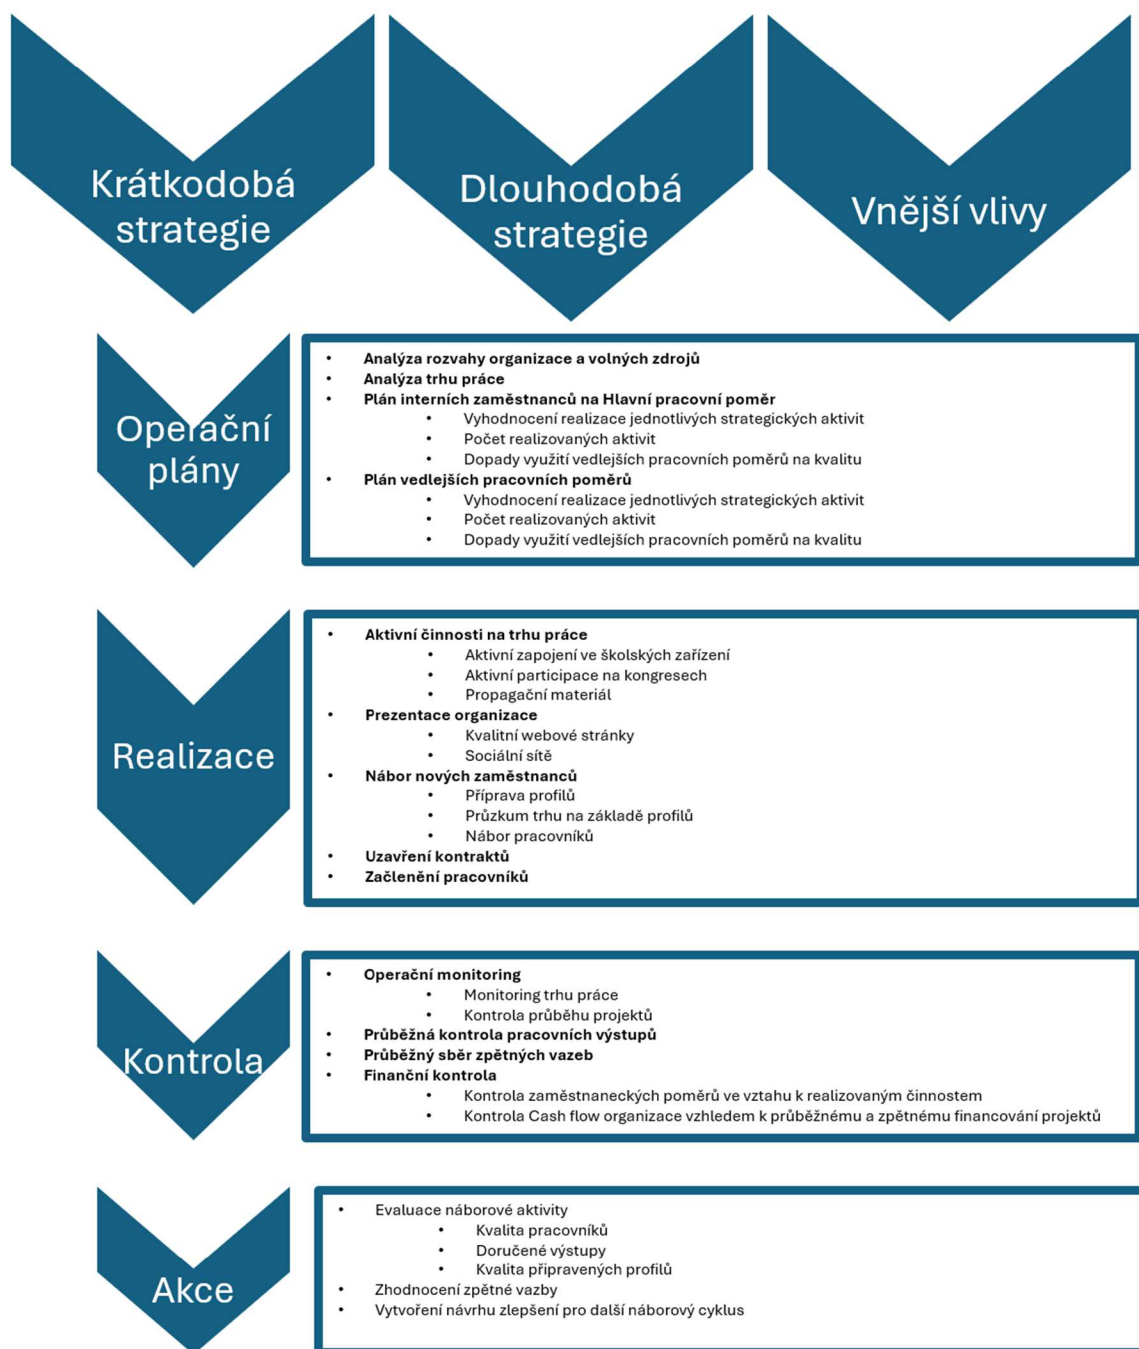 Krátkodobá
strategie
Dlouhodobá
strategie
Vnější vlivy
Operační
plány
• Analýza rozvahy organizace a volných zdrojů
• Analýza trhu práce
• Plán interních zaměstnanců na Hlavní pracovní poměr
• Vyhodnocení realizace jednotlivých strategických aktivit
• Počet realizovaných aktivit
• Dopady využití vedlejších pracovních poměrů na kvalitu
• Plán vedlejších pracovních poměrů
• Vyhodnocení realizace jednotlivých strategických aktivit
• Počet realizovaných aktivit
• Dopady využití vedlejších pracovních poměrů na kvalitu
Realizace
• Aktivní činnosti na trhu práce
• Aktivní zapojení ve školských zařízení
• Aktivní participace na kongresech
• Propagační materiál
• Prezentace organizace
• Kvalitní webové stránky
• Sociální sítě
• Nábor nových zaměstnanců
• Příprava profilů
• Průzkum trhu na základě profilů
• Nábor pracovníků
• Uzavření kontraktů
• Začlenění pracovníků
Kontrola
• Operační monitoring
• Monitoring trhu práce
• Kontrola průběhu projektů
• Průběžná kontrola pracovních výstupů
• Průběžný sběr zpětných vazeb
• Finanční kontrola
• Kontrola zaměstnaneckých poměrů ve vztahu k realizovaným činnostem
• Kontrola Cash flow organizace vzhledem k průběžnému a zpětnému financování projektů
Akce
• Evaluace náborové aktivity
• Kvalita pracovníků
• Doručené výstupy
• Kvalita připravených profilů
• Zhodnocení zpětné vazby
• Vytvoření návrhu zlepšení pro další náborový cyklus